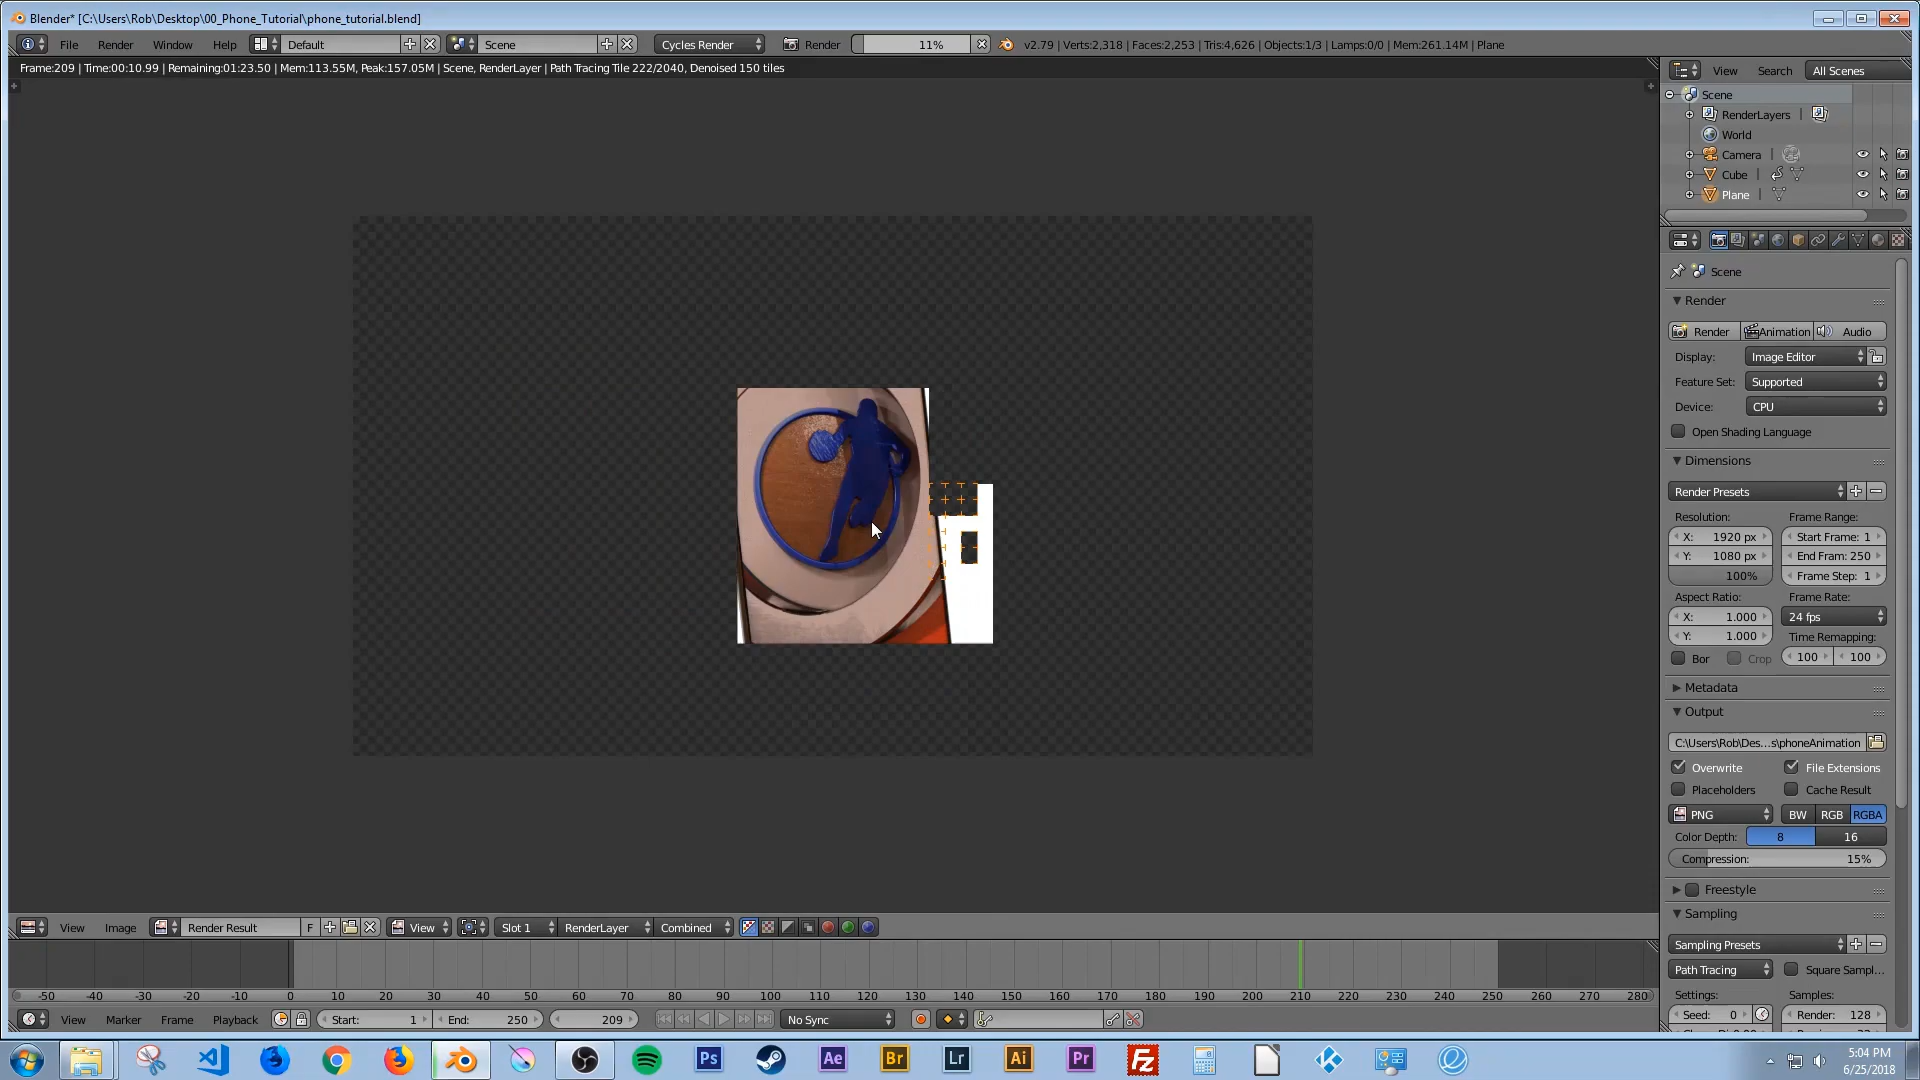 Blender* [C:\Users\Rob\Desktop\00_Phone_Tutorial\phone_tutorial.blend]
File Render Window Help Default Scene Cycles Render Render 11% v2.79 | Verts:2,318 | Faces:2,253 | Tris:4,626 | Objects:1/3 | Lamps:0/0 | Mem:261.14M | Plane
Frame:209 | Time:00:10.99 | Remaining:01:23.50 | Mem:113.55M, Peak:157.05M | Scene, RenderLayer | Path Tracing Tile 222/2040, Denoised 150 tiles
View Search All Scenes
Scene
RenderLayers
World
Camera
Cube
Plane
Scene
Render
Render Animation Audio
Display: Image Editor
Feature Set: Supported
Device: CPU
Open Shading Language
Dimensions
Render Presets
Resolution: Frame Range:
X: 1920 px Start Frame: 1
Y: 1080 px End Fram: 250
100% Frame Step: 1
Aspect Ratio: Frame Rate:
X: 1.000 24 fps
Y: 1.000 Time Remapping:
Bor Crop 100 100
Metadata
Output
C:\Users\Rob\Des...s\phoneAnimation
Overwrite File Extensions
Placeholders Cache Result
PNG BW RGB RGBA
Color Depth: 8 16
Compression: 15%
Freestyle
Sampling
Sampling Presets
Path Tracing Square Sampl...
Settings: Samples:
Seed: 0 Render: 128
View Image Render Result F View Slot 1 RenderLayer Combined
-50 -40 -30 -20 -10 0 10 20 30 40 50 60 70 80 90 100 110 120 130 140 150 160 170 180 190 200 210 220 230 240 250 260 270 280
View Marker Frame Playback Start: 1 End: 250 209 No Sync
Ps Ae Br Lr Ai Pr Fz
5:04 PM
6/25/2018